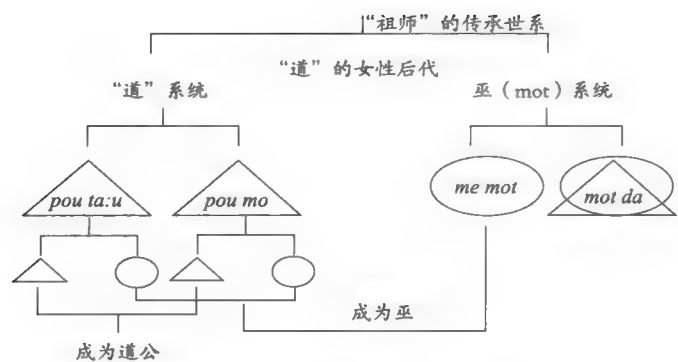 “祖师”的传承世系
“道”的女性后代
“道”系统
巫（mot）系统
pou ta:u
pou mo
me mot
mot da
成为巫
成为道公